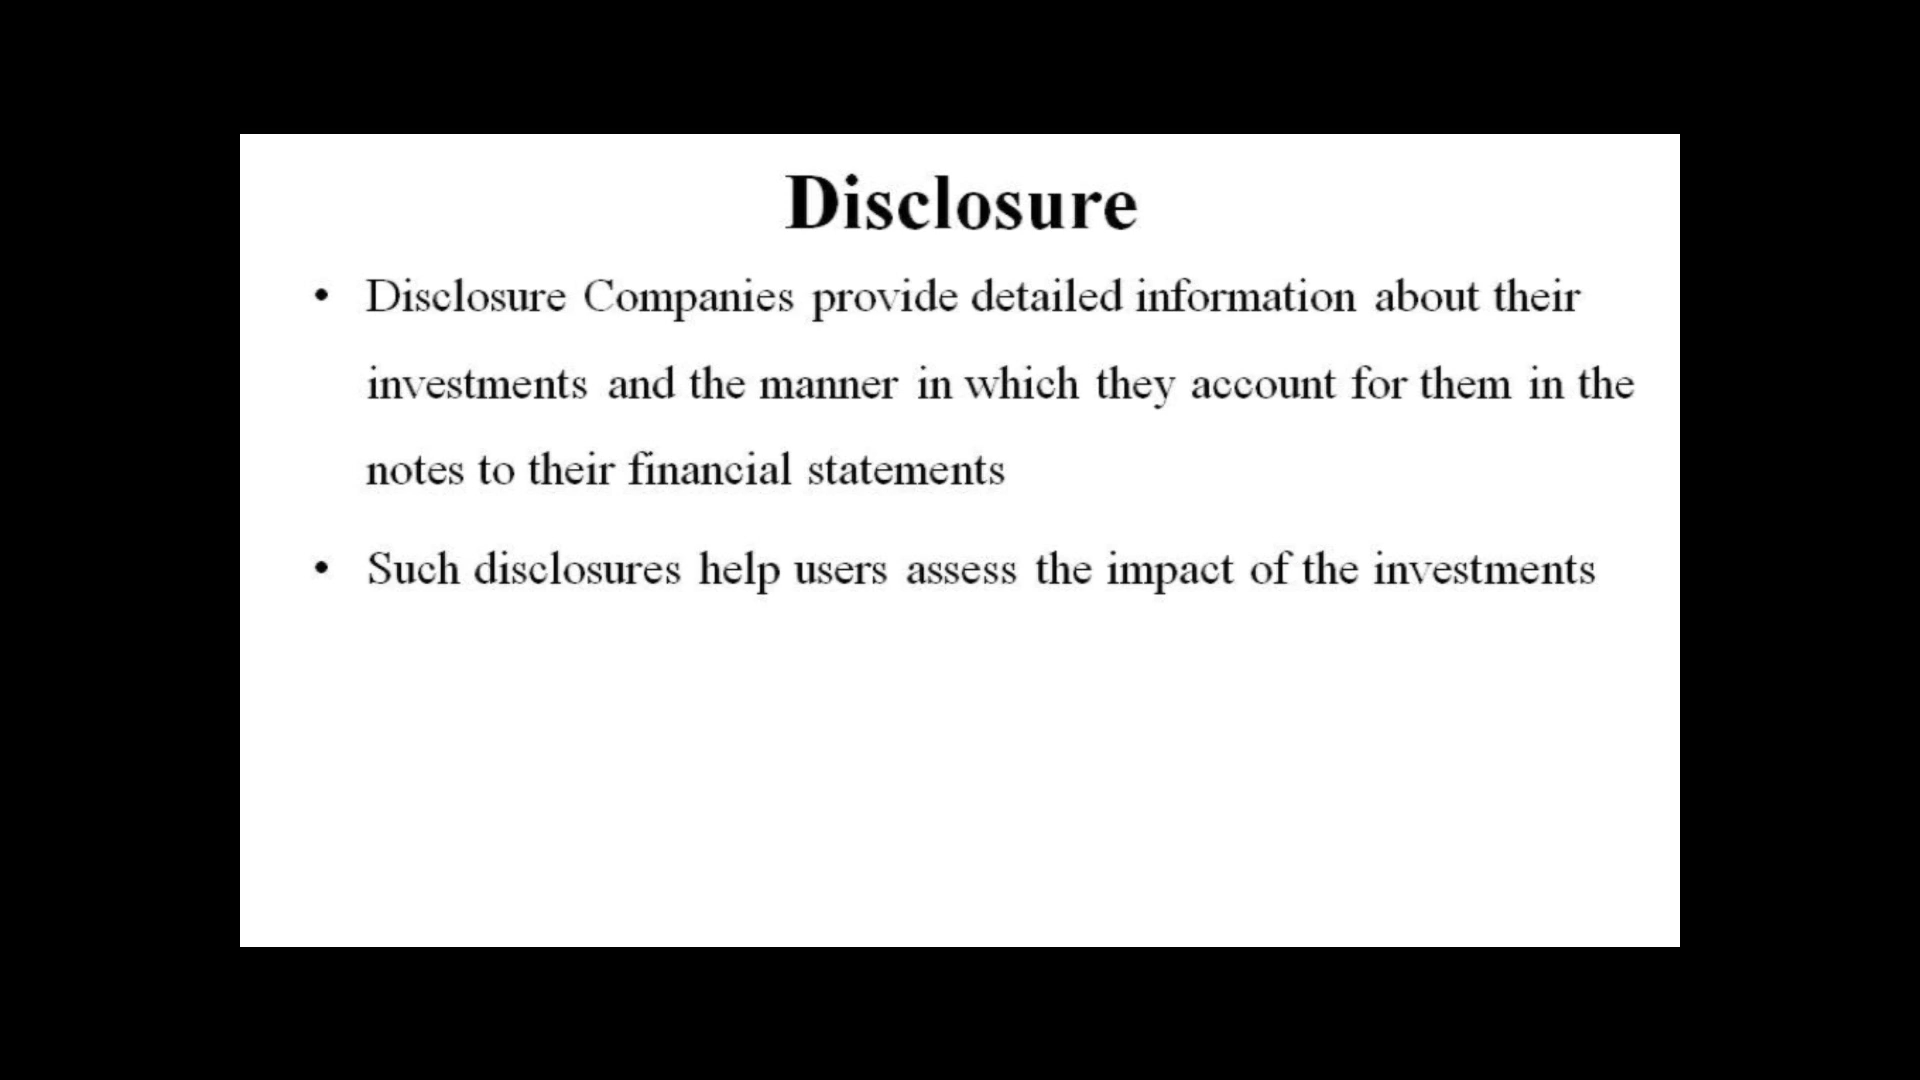 Disclosure
• Disclosure Companies provide detailed information about their
investments and the manner in which they account for them in the
notes to their financial statements
• Such disclosures help users assess the impact of the investments